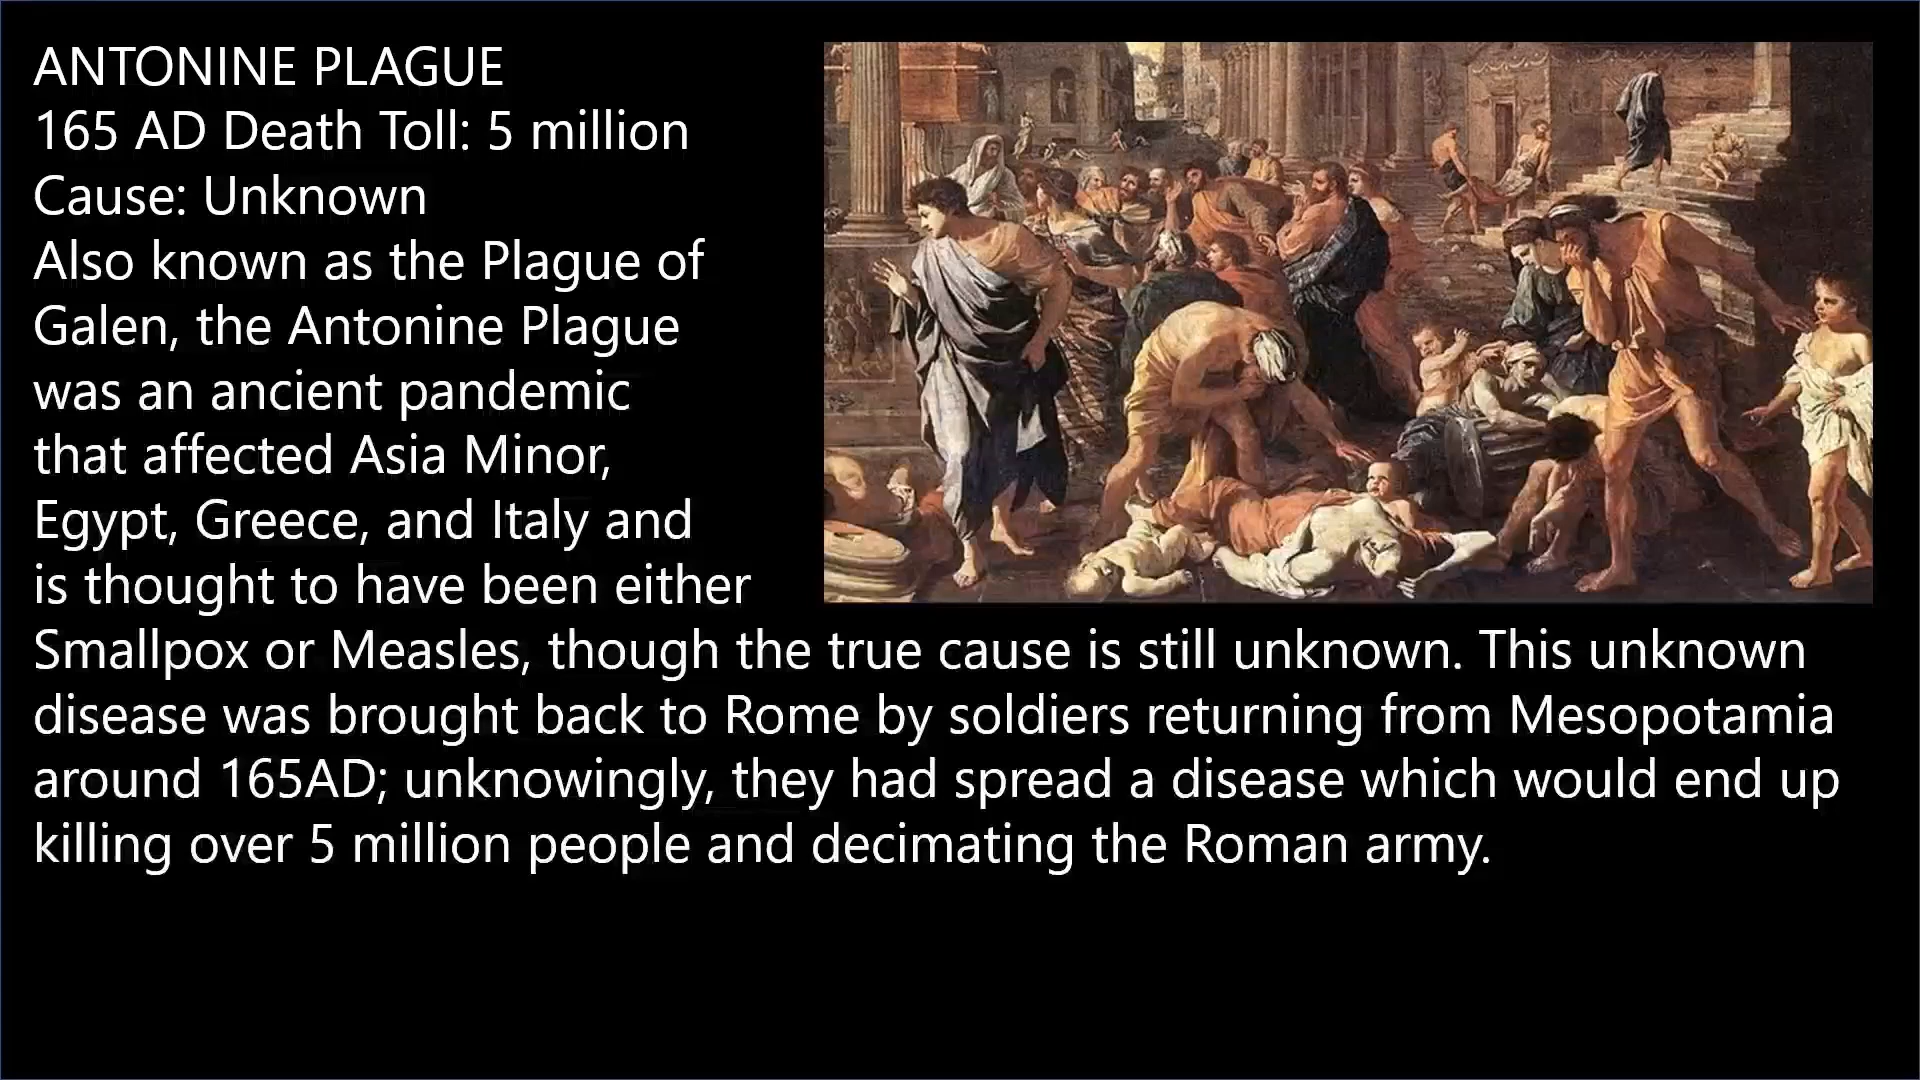 ANTONINE PLAGUE
165 AD Death Toll: 5 million
Cause: Unknown
Also known as the Plague of
Galen, the Antonine Plague
was an ancient pandemic
that affected Asia Minor,
Egypt, Greece, and Italy and
is thought to have been either
Smallpox or Measles, though the true cause is still unknown. This unknown
disease was brought back to Rome by soldiers returning from Mesopotamia
around 165AD; unknowingly, they had spread a disease which would end up
killing over 5 million people and decimating the Roman army.